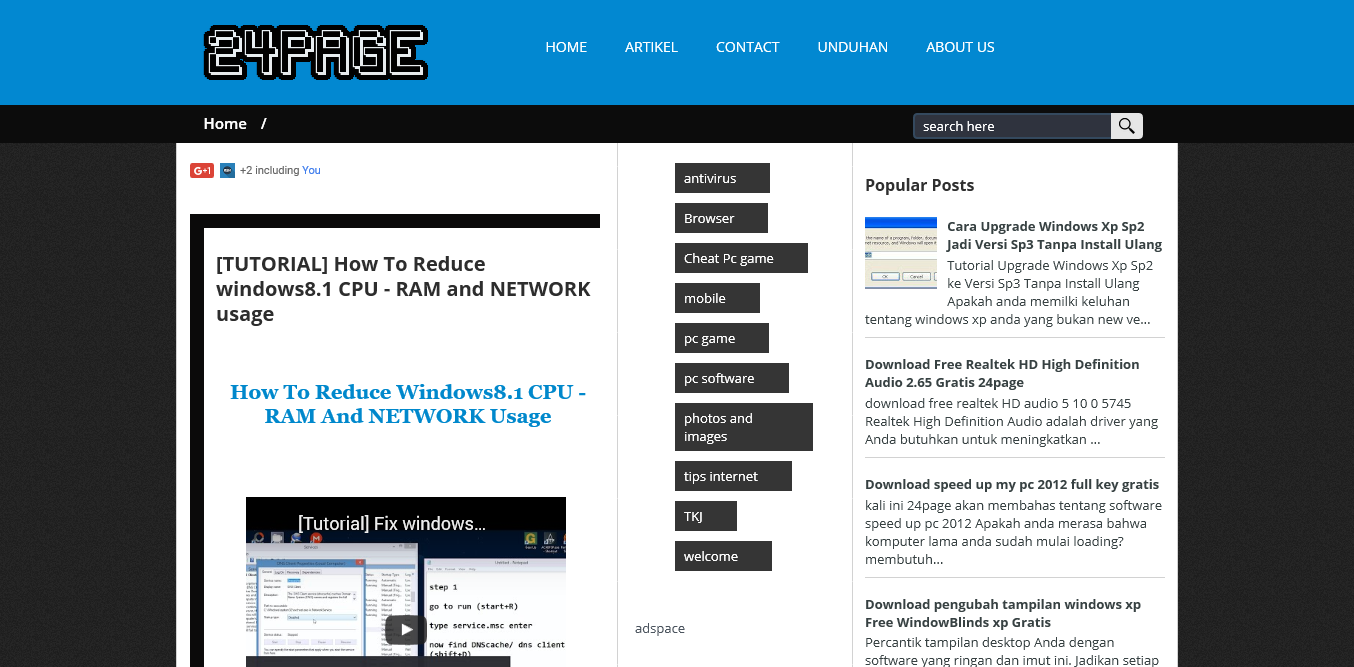 24PAGE
HOME ARTIKEL CONTACT UNDUHAN ABOUT US
Home /
search here
G+1 +2 including You
[TUTORIAL] How To Reduce
windows8.1 CPU - RAM and NETWORK
usage
How To Reduce Windows8.1 CPU -
RAM And NETWORK Usage
[Tutorial] Fix windows...
step 1
go to run (start+R)
type service.msc enter
now find DNScache/ dns client
(shift+D)
antivirus
Browser
Cheat Pc game
mobile
pc game
pc software
photos and
images
tips internet
TKJ
welcome
adspace
Popular Posts
Cara Upgrade Windows Xp Sp2
Jadi Versi Sp3 Tanpa Install Ulang
Tutorial Upgrade Windows Xp Sp2
ke Versi Sp3 Tanpa Install Ulang
Apakah anda memilki keluhan
tentang windows xp anda yang bukan new ve...
Download Free Realtek HD High Definition
Audio 2.65 Gratis 24page
download free realtek HD audio 5 10 0 5745
Realtek High Definition Audio adalah driver yang
Anda butuhkan untuk meningkatkan ...
Download speed up my pc 2012 full key gratis
kali ini 24page akan membahas tentang software
speed up pc 2012 Apakah anda merasa bahwa
komputer lama anda sudah mulai loading?
membutuh...
Download pengubah tampilan windows xp
Free WindowBlinds xp Gratis
Percantik tampilan desktop Anda dengan
software yang ringan dan imut ini. Jadikan setiap